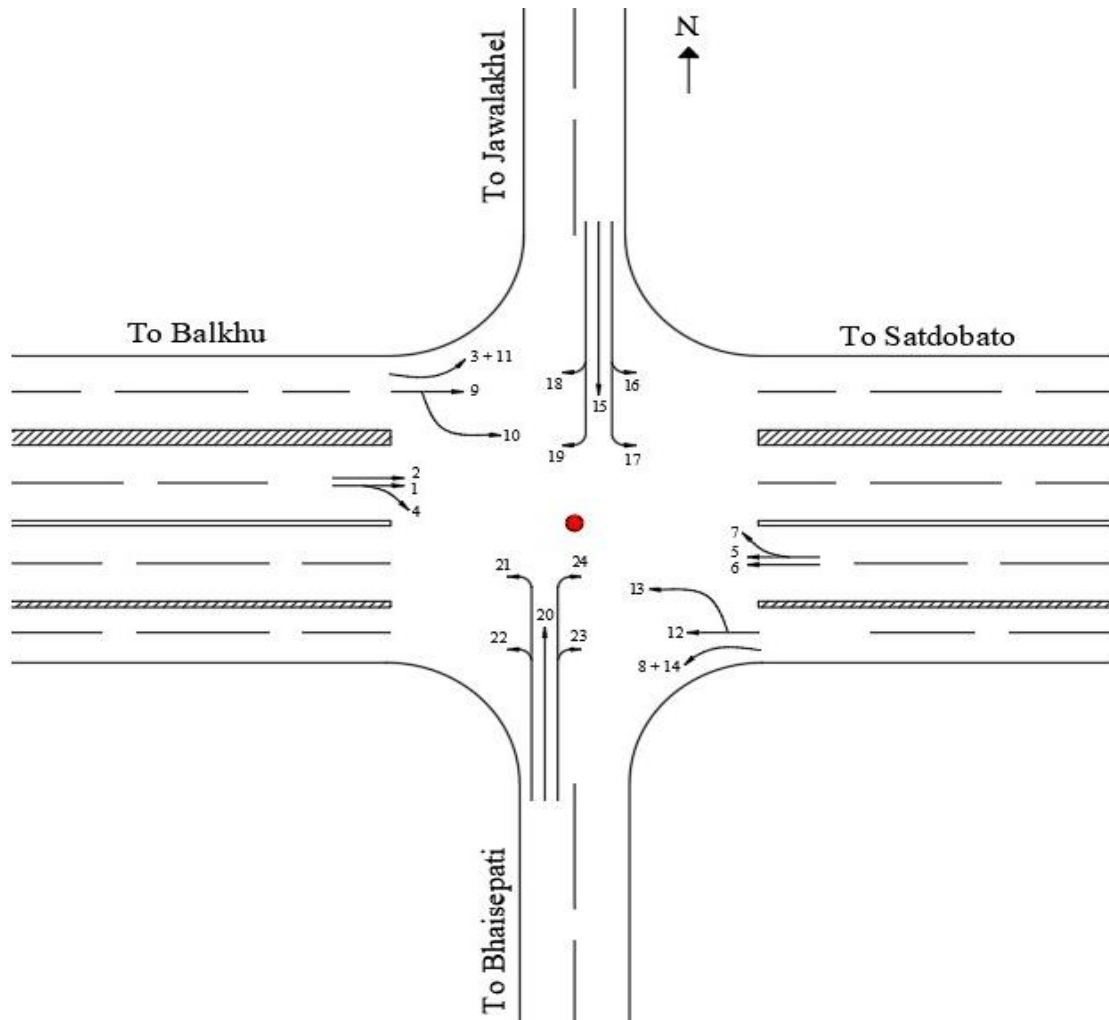 N
To Jawalakhel
To Balkhu
To Satdobato
3 + 11
9
10
18
16
15
19
17
2
1
4
7
5
6
21
24
13
20
12
22
23
8 + 14
To Bhaisepati